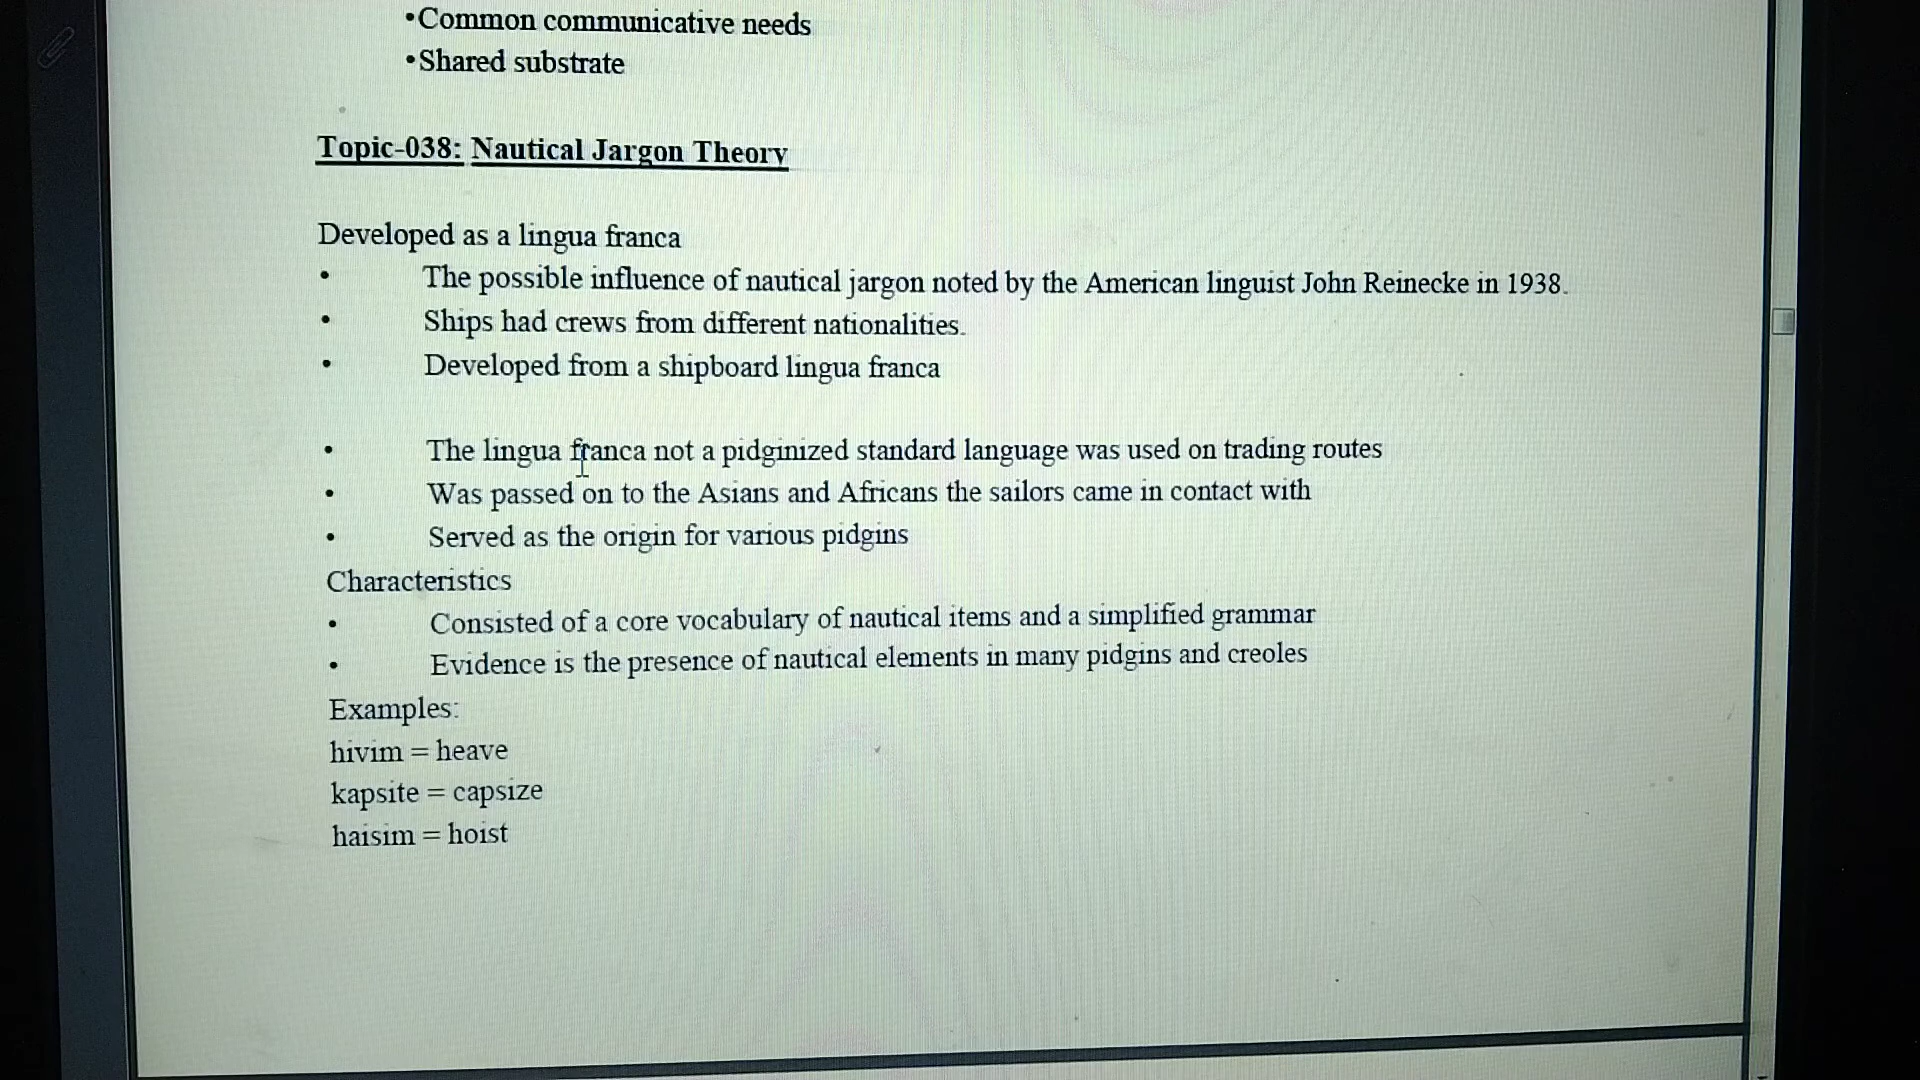 •Common communicative needs
•Shared substrate
Topic-038: Nautical Jargon Theory
Developed as a lingua franca
• The possible influence of nautical jargon noted by the American linguist John Reinecke in 1938.
• Ships had crews from different nationalities.
• Developed from a shipboard lingua franca
• The lingua franca not a pidginized standard language was used on trading routes
• Was passed on to the Asians and Africans the sailors came in contact with
• Served as the origin for various pidgins
Characteristics
• Consisted of a core vocabulary of nautical items and a simplified grammar
• Evidence is the presence of nautical elements in many pidgins and creoles
Examples:
hivim = heave
kapsite = capsize
haisim = hoist